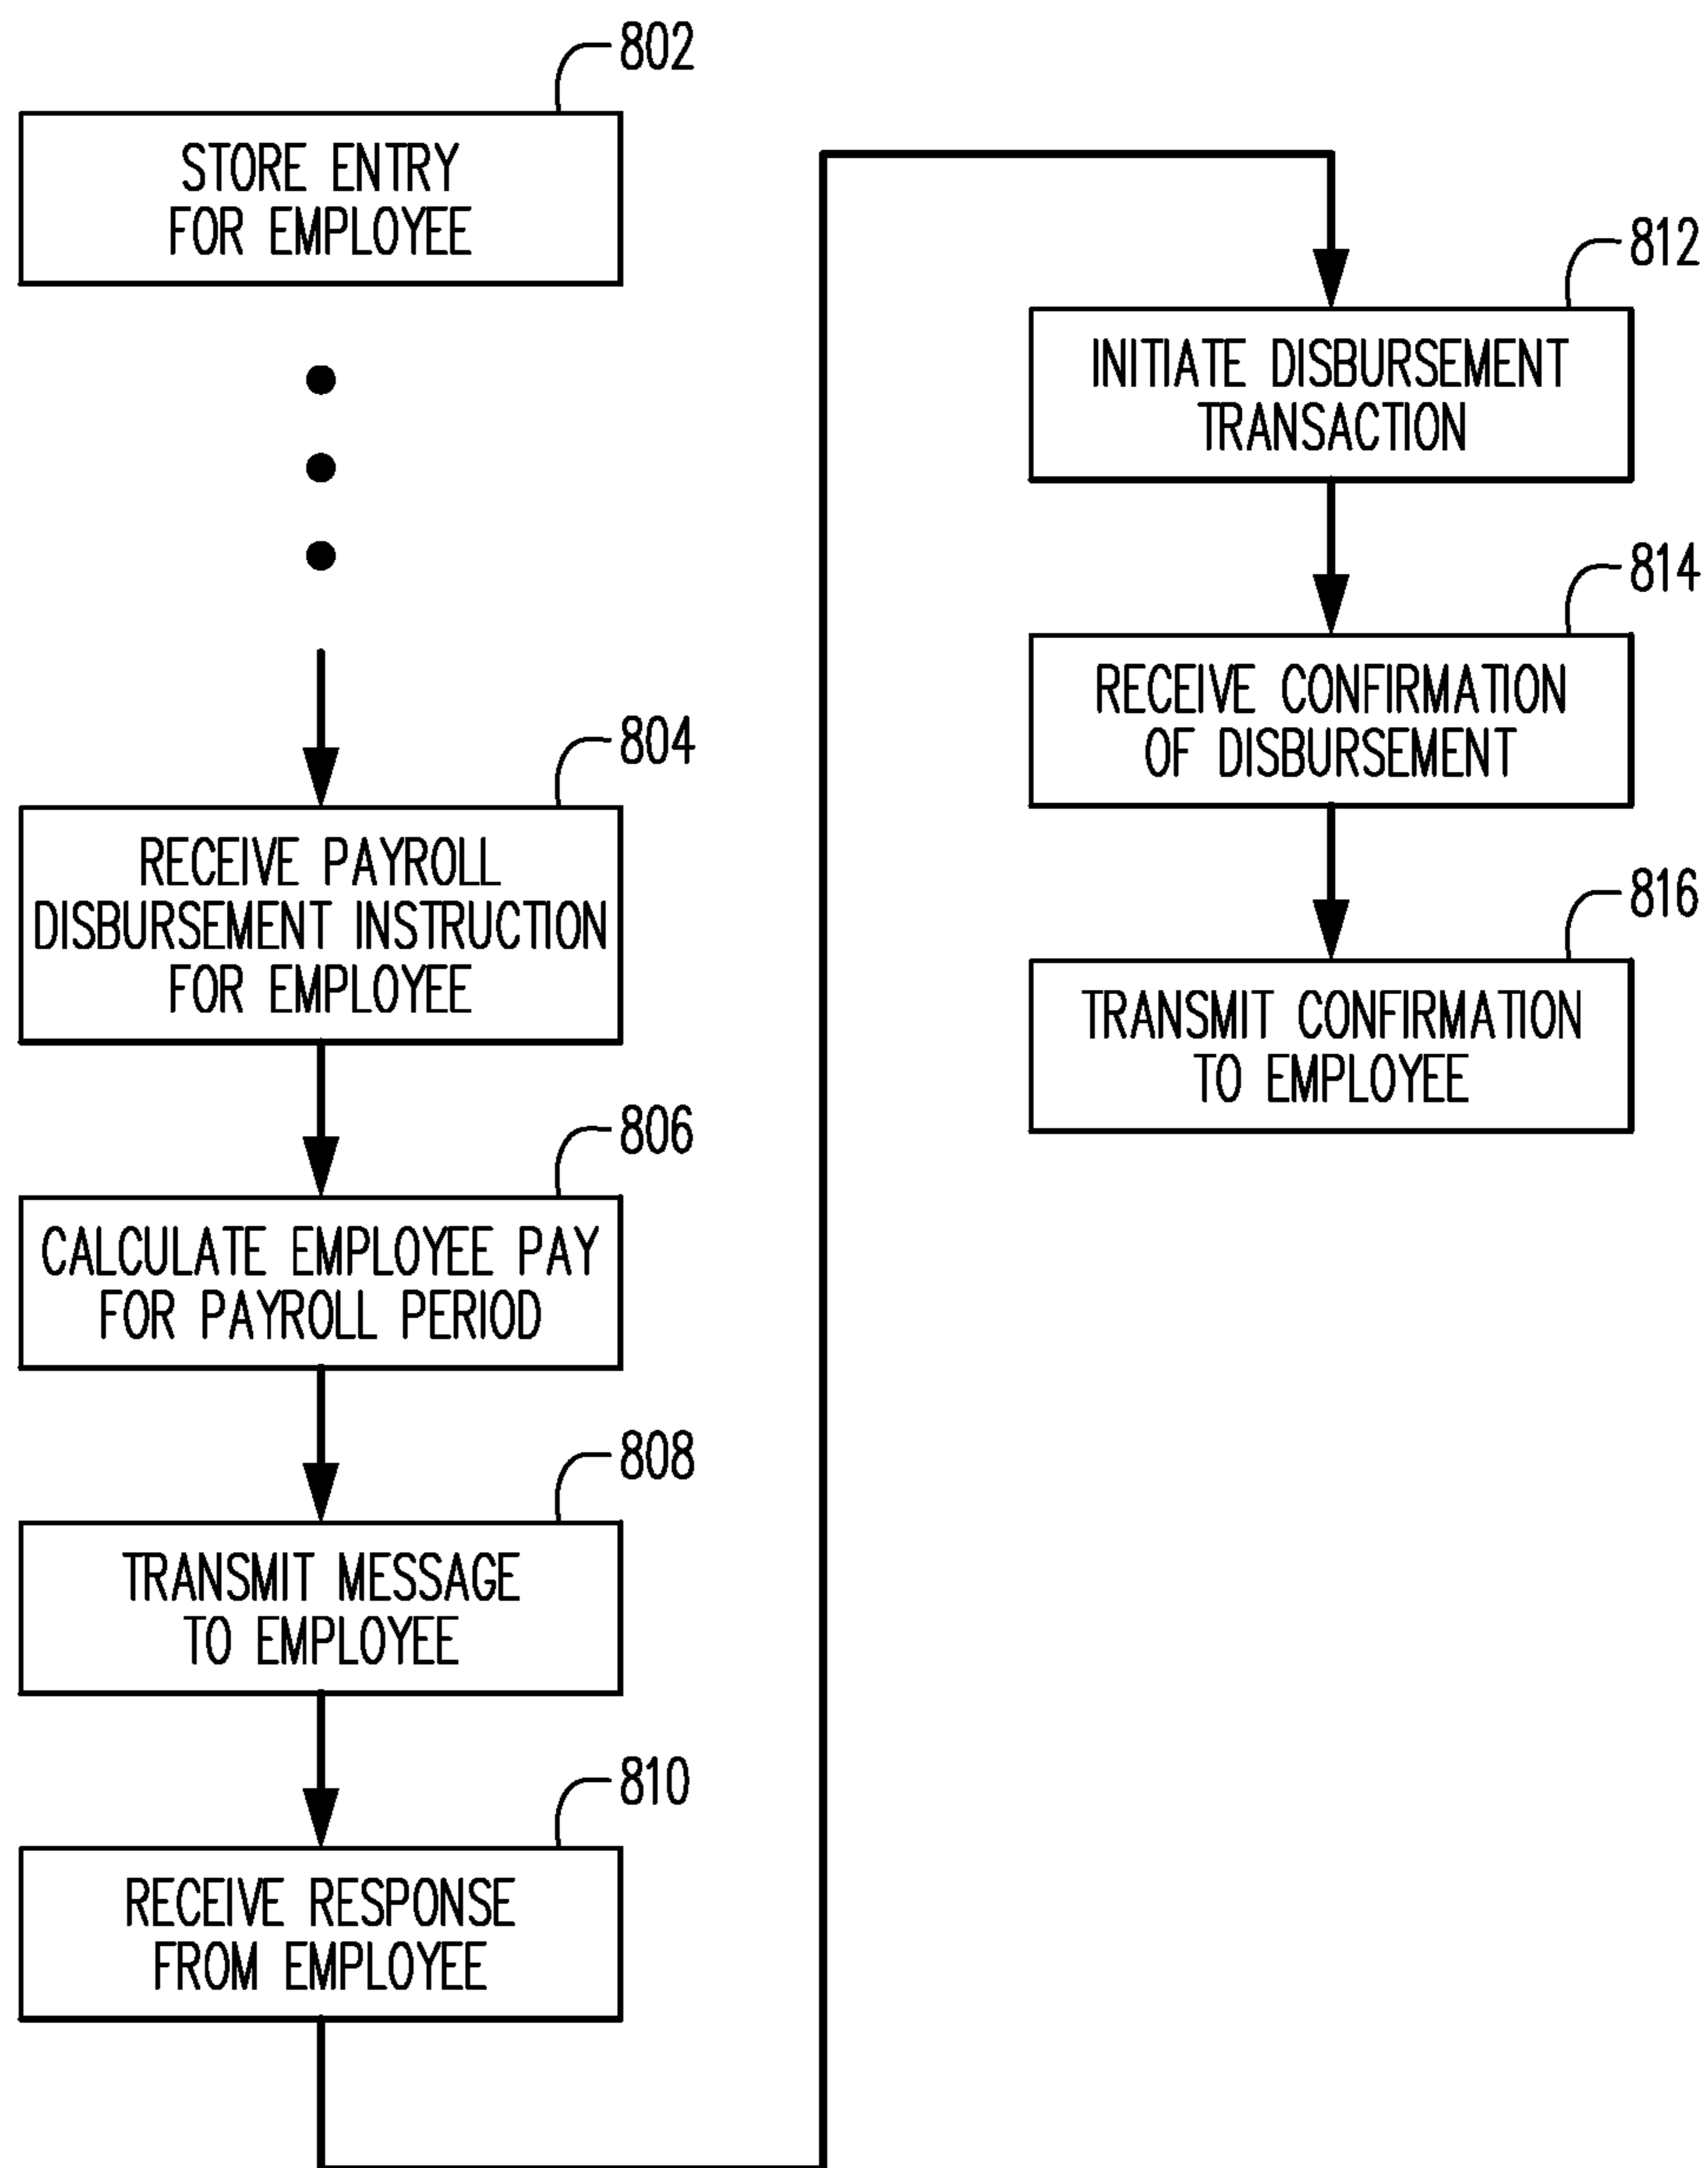 802
STORE ENTRY
FOR EMPLOYEE
804
RECEIVE PAYROLL
DISBURSEMENT INSTRUCTION
FOR EMPLOYEE
806
CALCULATE EMPLOYEE PAY
FOR PAYROLL PERIOD
808
TRANSMIT MESSAGE
TO EMPLOYEE
810
RECEIVE RESPONSE
FROM EMPLOYEE
812
INITIATE DISBURSEMENT
TRANSACTION
814
RECEIVE CONFIRMATION
OF DISBURSEMENT
816
TRANSMIT CONFIRMATION
TO EMPLOYEE